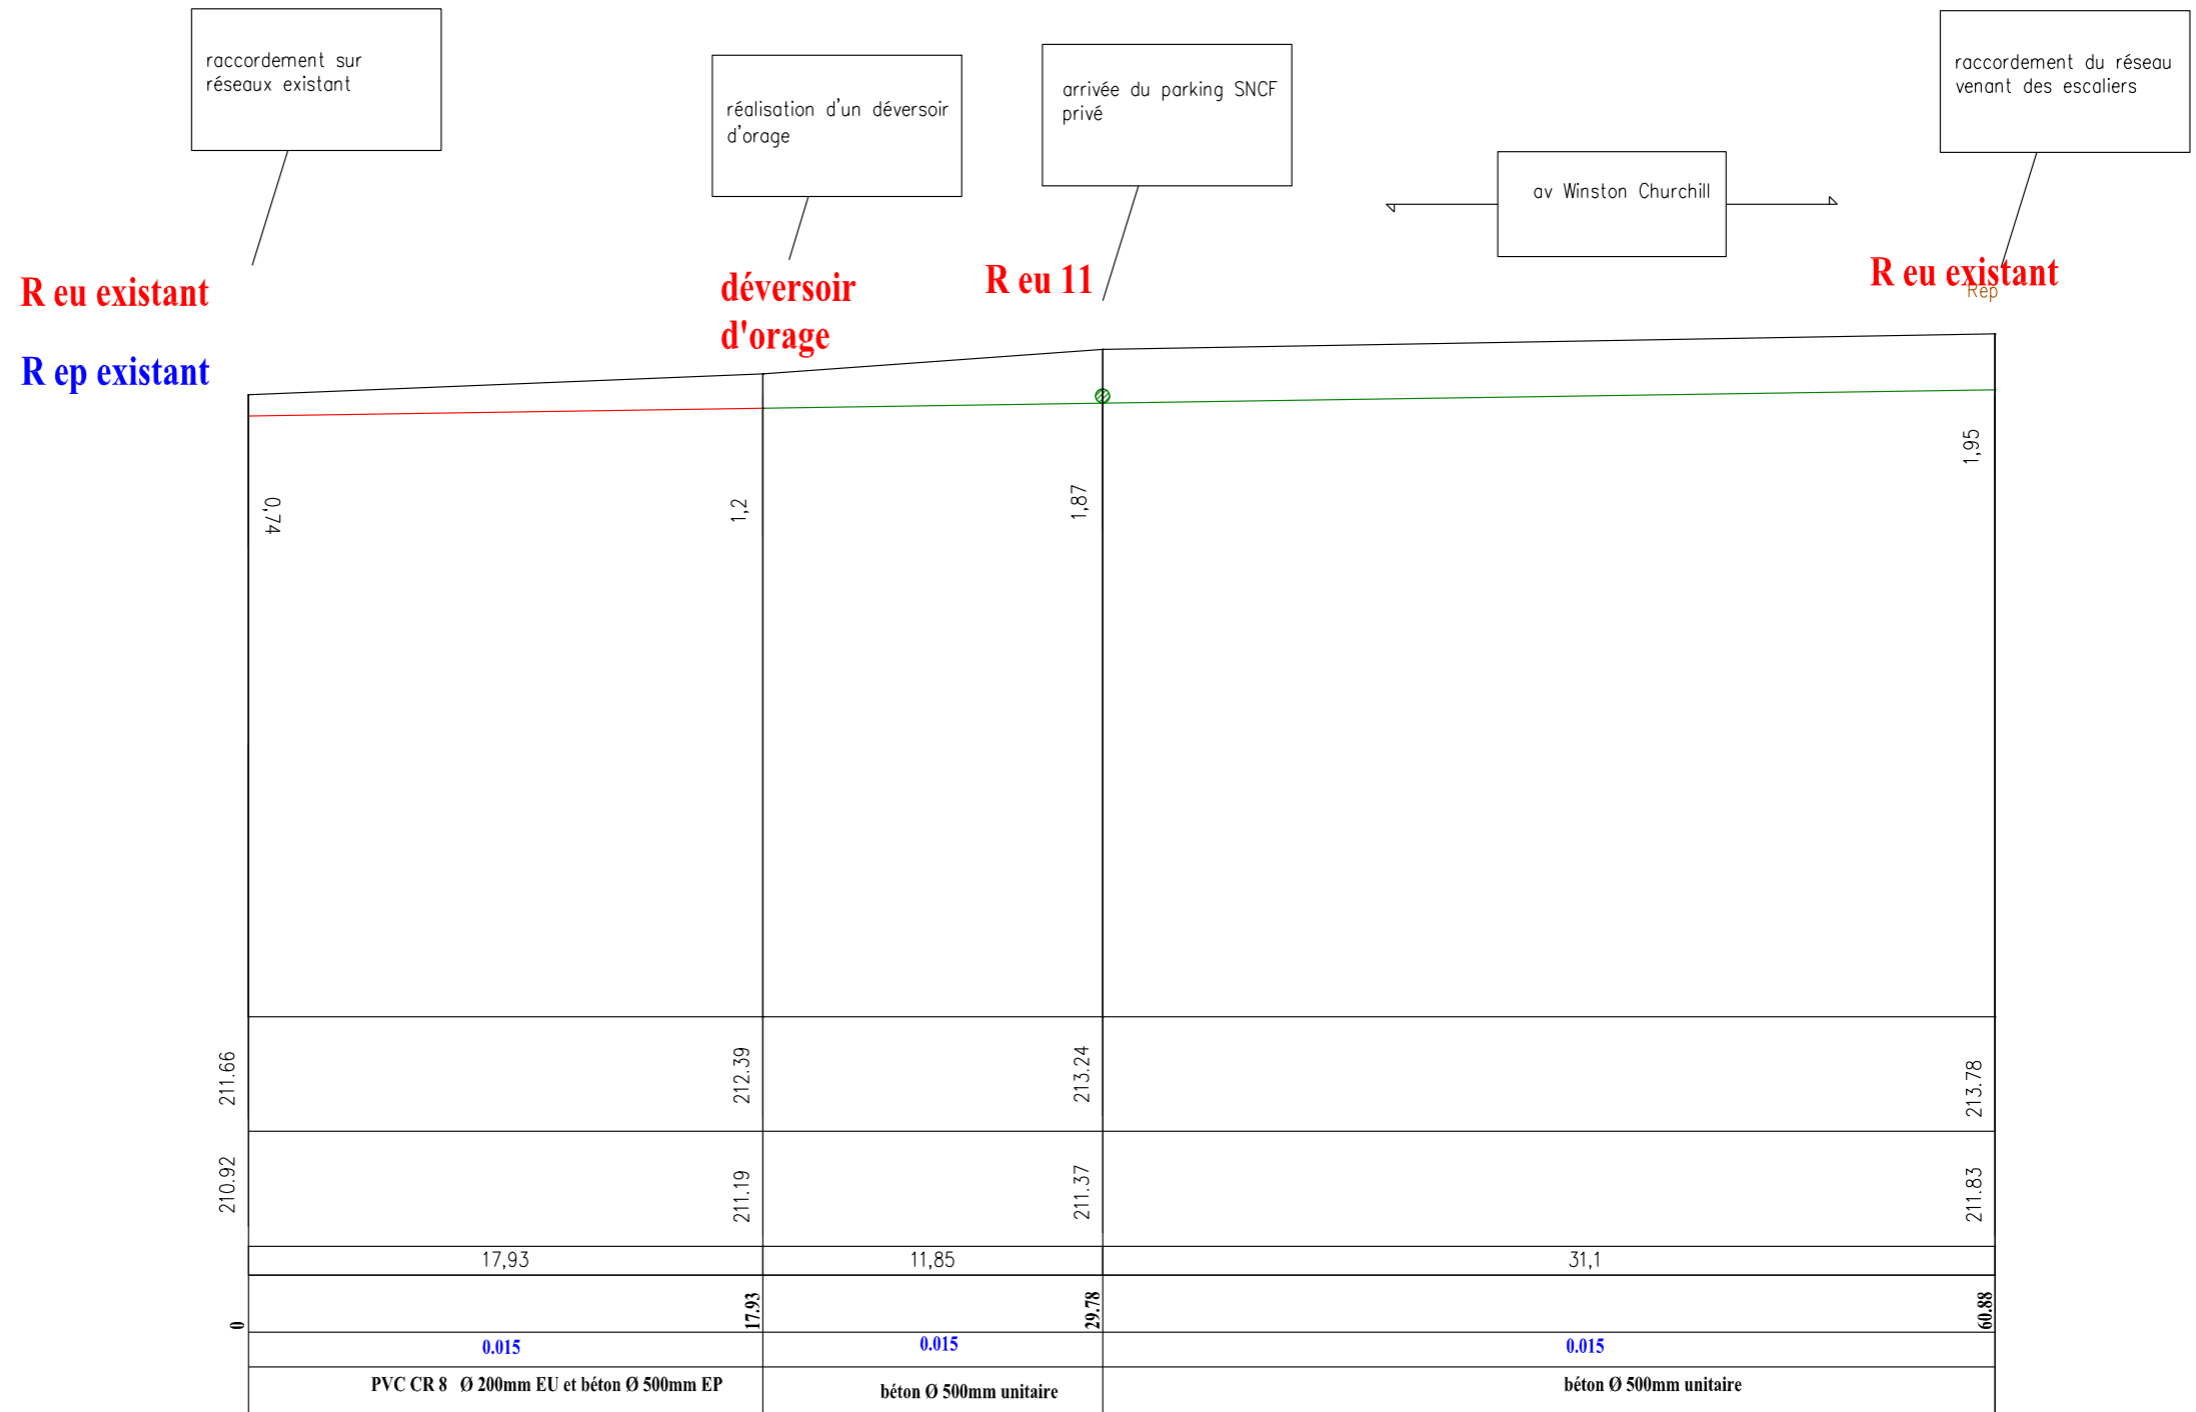 raccordement sur
réseaux existant
réalisation d'un déversoir
d'orage
arrivée du parking SNCF
privé
av Winston Churchill
raccordement du réseau
venant des escaliers
R eu existant
R ep existant
déversoir
d'orage
R eu 11
R eu existant
Rep
0,74
1,2
1,87
1,95
211.66
212.39
213.24
213.78
210.92
211.19
211.37
211.83
17,93
11,85
31,1
0
17.93
29.78
60.88
0.015
0.015
0.015
PVC CR 8 Ø 200mm EU et béton Ø 500mm EP
béton Ø 500mm unitaire
béton Ø 500mm unitaire